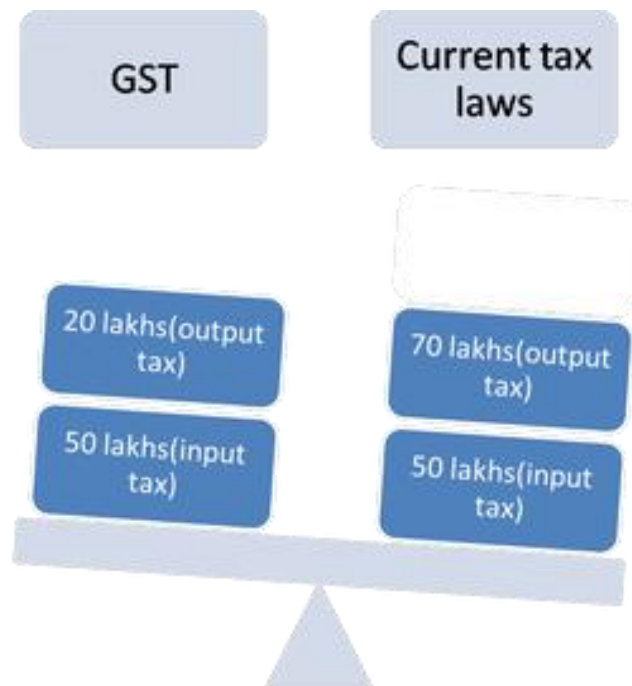 GST
Current tax
laws
20 lakhs(output
tax)
50 lakhs(input
tax)
70 lakhs(output
tax)
50 lakhs(input
tax)